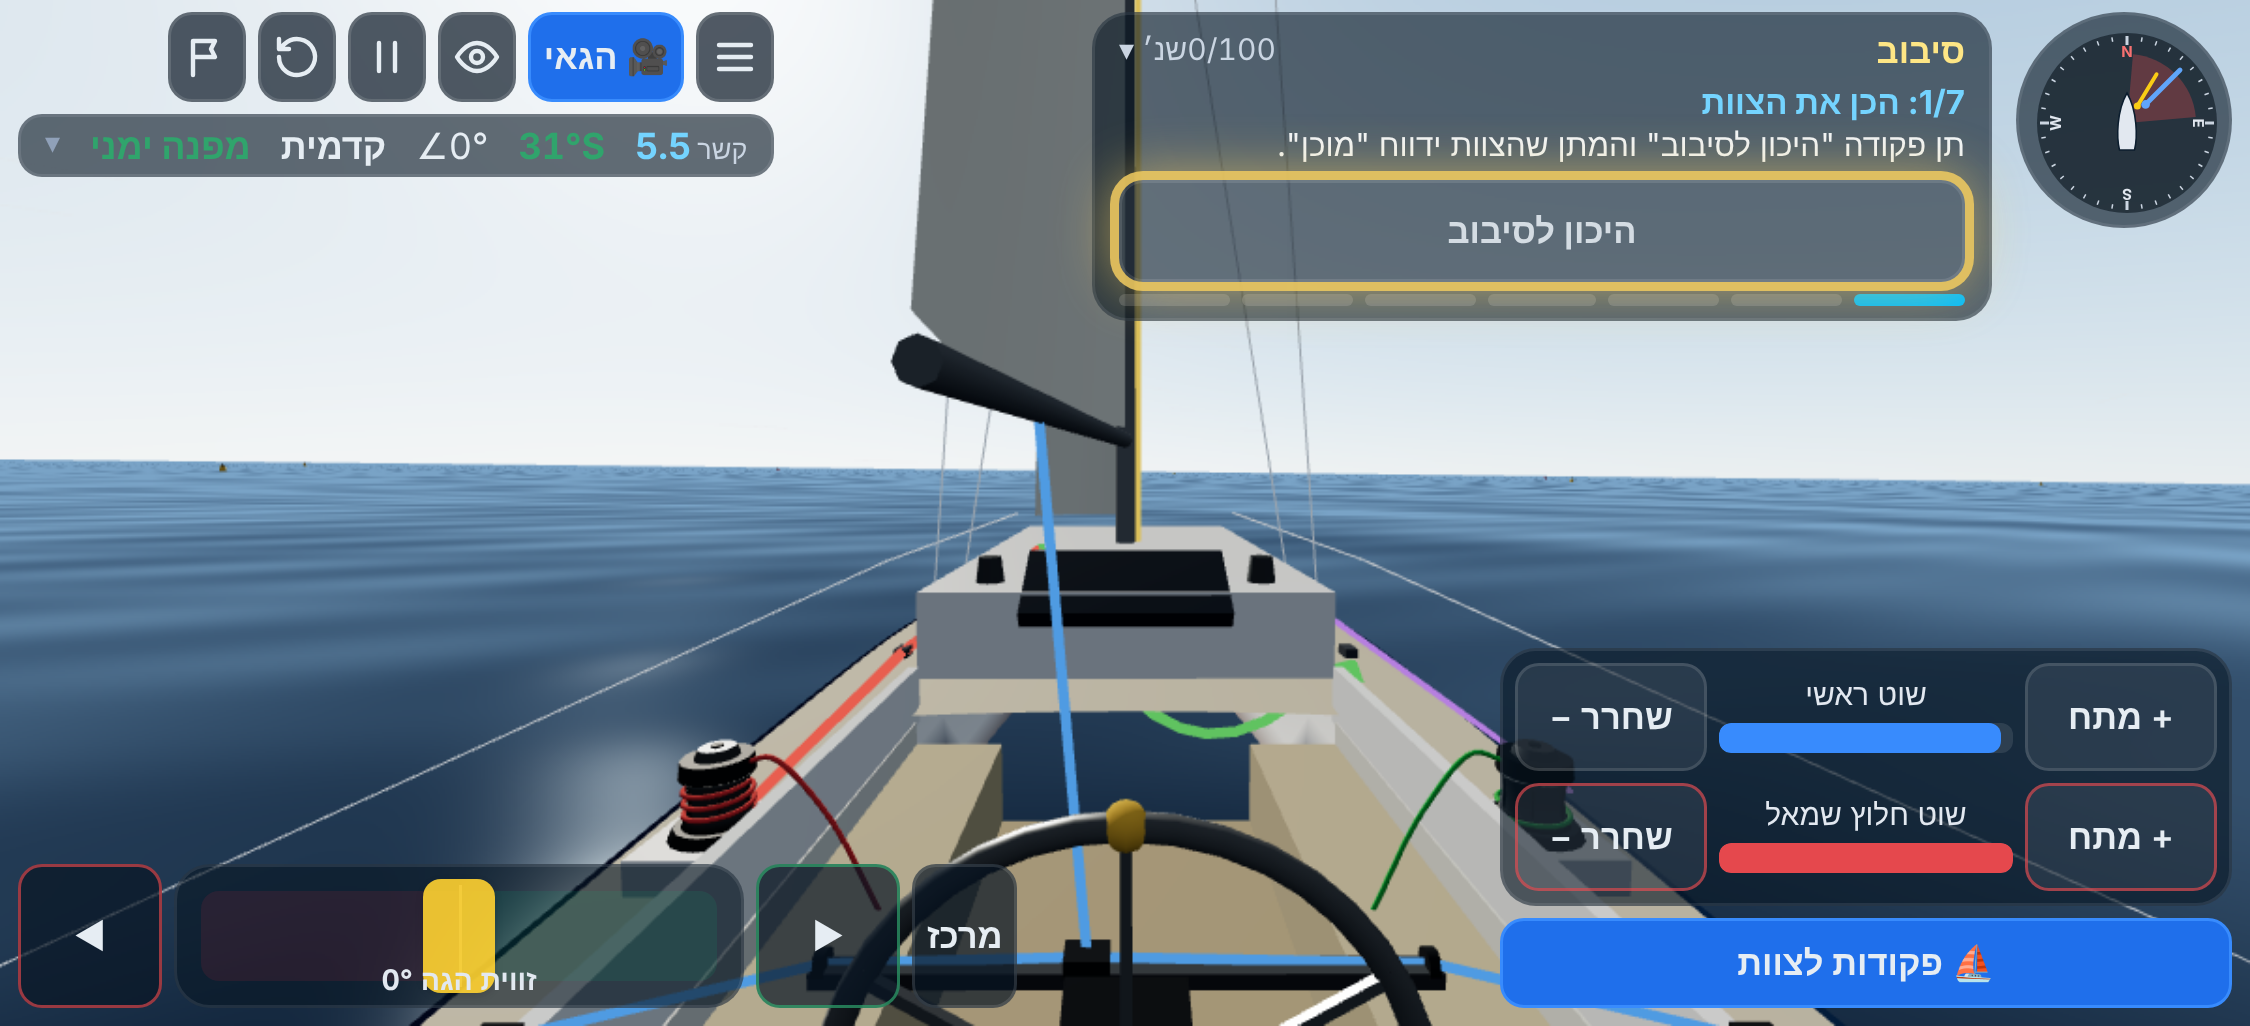 הגאי
קשר 5.5 31°S ∠0° קדמית מפנה ימני
סיבוב 0/100שנ׳
1/7: הכן את הצוות
תן פקודה "היכון לסיבוב" והמתן שהצוות ידווח "מוכן".
היכון לסיבוב
N
E
S
W
+ מתח שוט ראשי שחרר –
+ מתח שוט חלוץ שמאל שחרר –
פקודות לצוות
מרכז
זווית הגה 0°